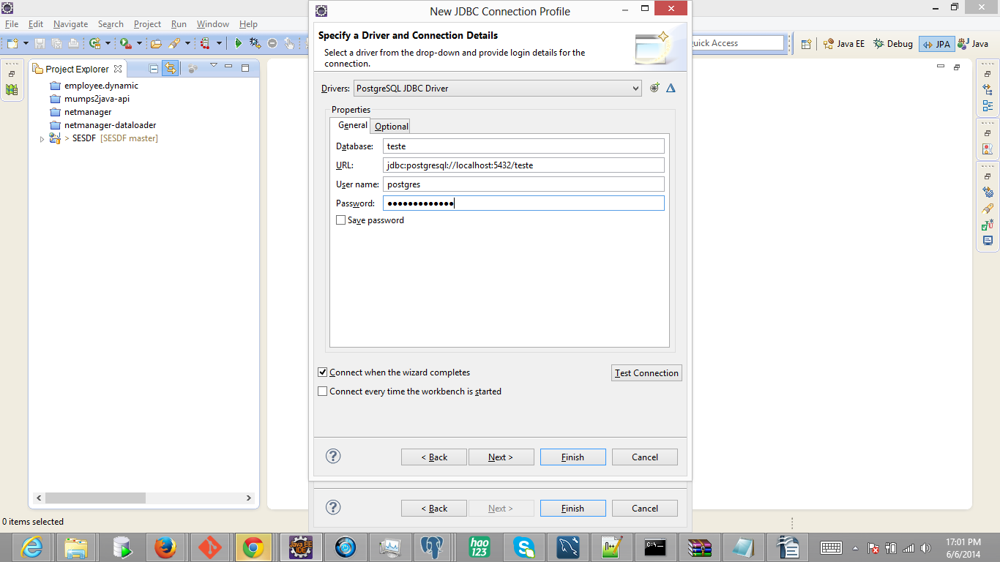 New JDBC Connection Profile
File Edit Navigate Search Project Run Window Help
Specify a Driver and Connection Details
Select a driver from the drop-down and provide login details for the
connection.
uick Access
Java EE
Debug
JPA
Java
Project Explorer
employee.dynamic
mumps2java-api
netmanager
netmanager-dataloader
> SESDF [SESDF master]
Drivers: PostgreSQL JDBC Driver
Properties
General Optional
Database: teste
URL: jdbc:postgresql://localhost:5432/teste
User name: postgres
Password: •••••••••••••
Save password
Connect when the wizard completes
Test Connection
Connect every time the workbench is started
< Back Next > Finish Cancel
< Back Next > Finish Cancel
0 items selected
Java EE
IDE
hao
123
C:\_
17:01 PM
6/6/2014